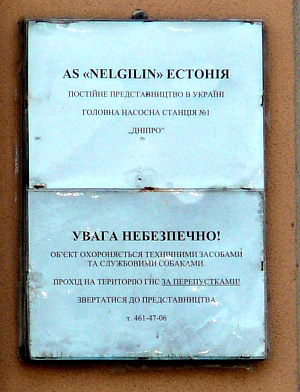 AS «NELGILIN» ЕСТОНІЯ
ПОСТІЙНЕ ПРЕДСТАВНИЦТВО В УКРАЇНІ
ГОЛОВНА НАСОСНА СТАНЦІЯ №1
„ДНІПРО"
УВАГА НЕБЕЗПЕЧНО!
ОБ'ЄКТ ОХОРОНЯЄТЬСЯ ТЕХНІЧНИМИ ЗАСОБАМИ
ТА СЛУЖБОВИМИ СОБАКАМИ.
ПРОХІД НА ТЕРИТОРІЮ ГНС ЗА ПЕРЕПУСТКАМИ!
ЗВЕРТАТИСЯ ДО ПРЕДСТАВНИЦТВА
т. 461-47-06